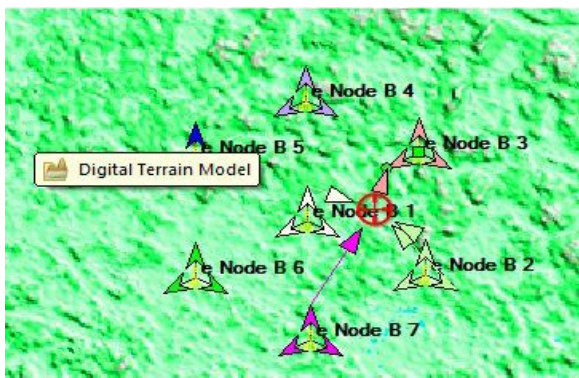 e Node B 4
e Node B 3
e Node B 5
Digital Terrain Model
e Node B 1
e Node B 2
e Node B 6
e Node B 7